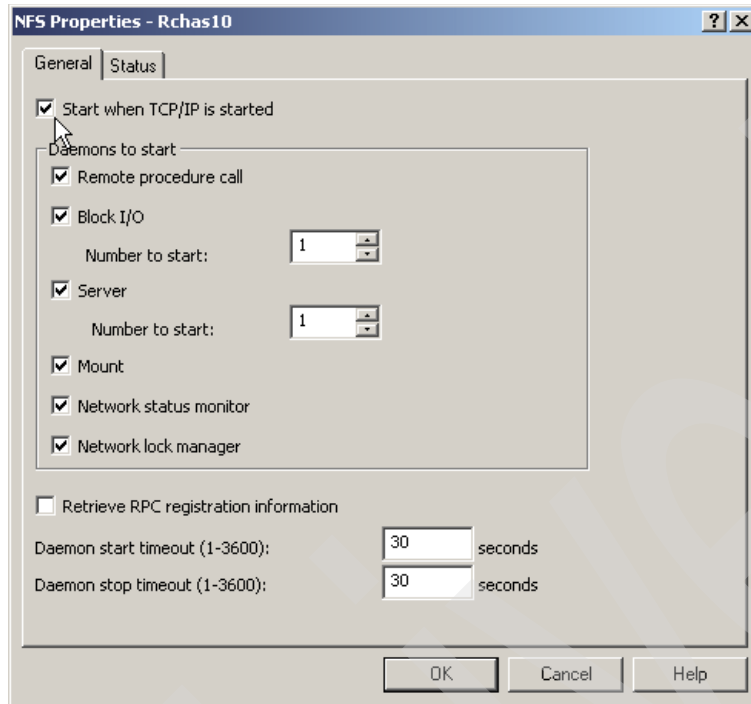 NFS Properties - Rchas10
General Status
Start when TCP/IP is started
Daemons to start
Remote procedure call
Block I/O
Number to start: 1
Server
Number to start: 1
Mount
Network status monitor
Network lock manager
Retrieve RPC registration information
Daemon start timeout (1-3600): 30 seconds
Daemon stop timeout (1-3600): 30 seconds
OK Cancel Help